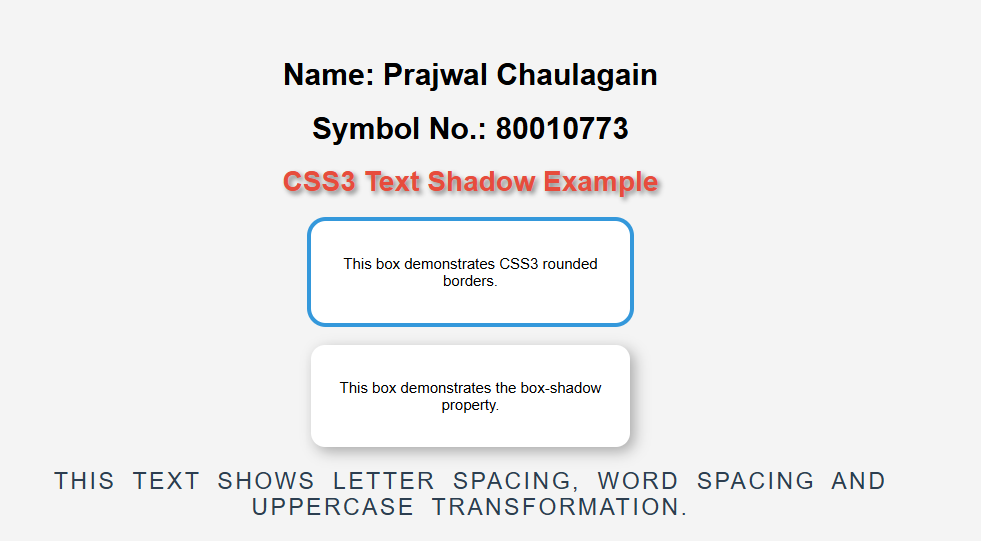 Name: Prajwal Chaulagain
Symbol No.: 80010773
CSS3 Text Shadow Example
This box demonstrates CSS3 rounded
borders.
This box demonstrates the box-shadow
property.
THIS TEXT SHOWS LETTER SPACING, WORD SPACING AND
UPPERCASE TRANSFORMATION.